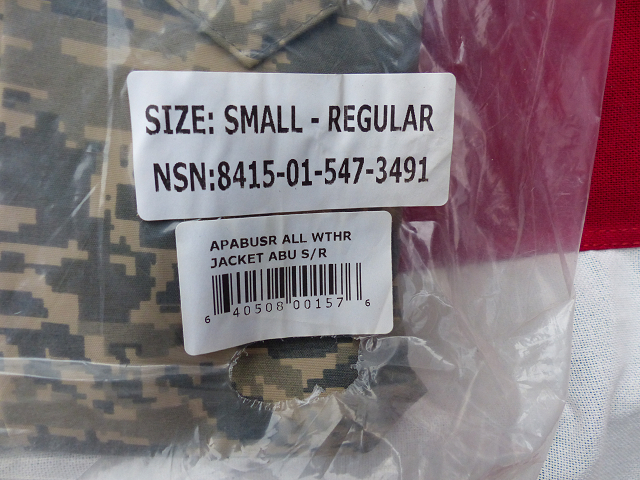 SIZE: SMALL - REGULAR
NSN:8415-01-547-3491
APABUSR ALL WTHR
JACKET ABU S/R
6 40508 00157 6